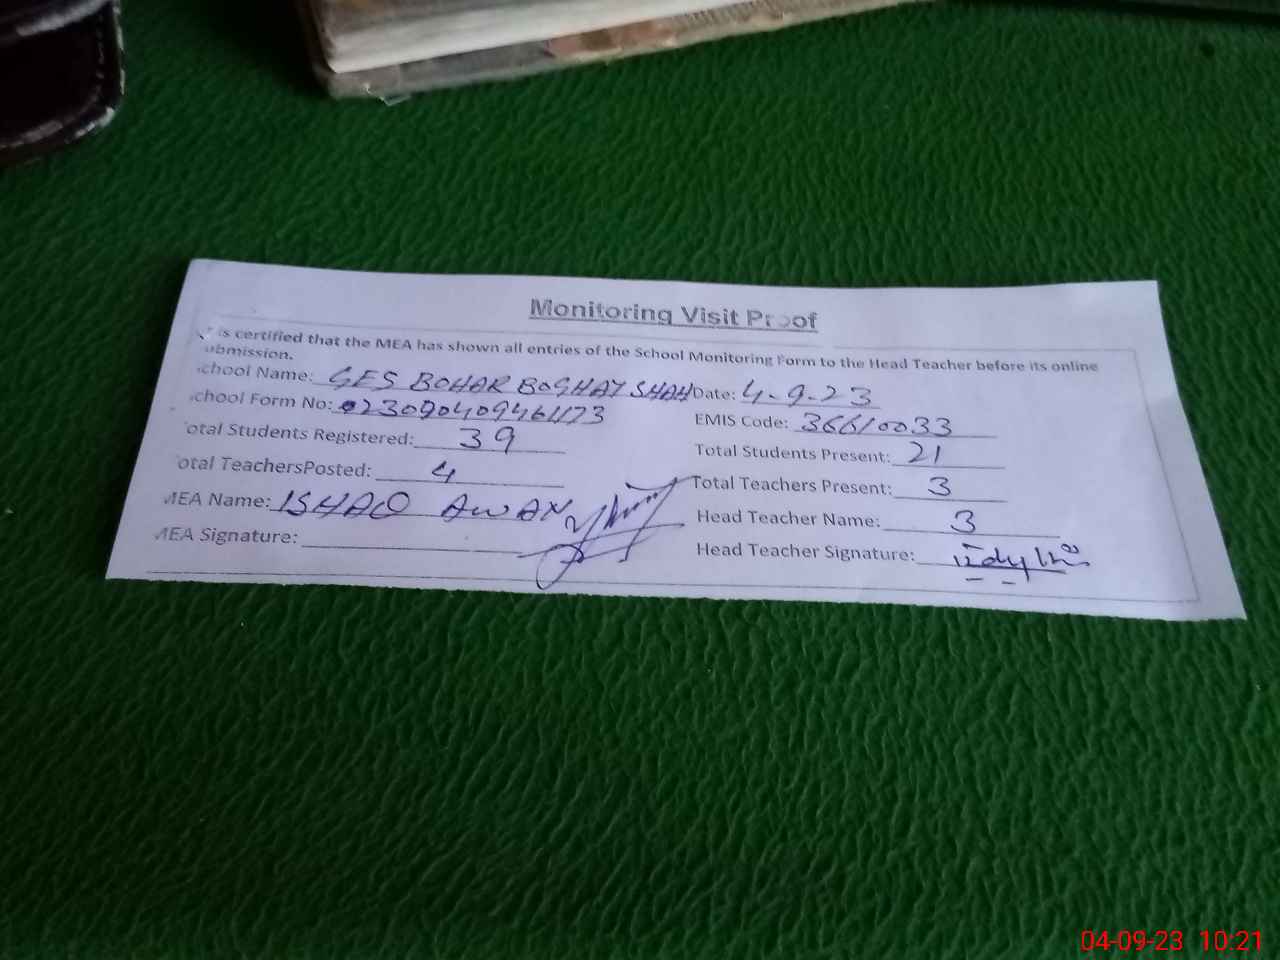 Monitoring Visit Proof
is certified that the MEA has shown all entries of the School Monitoring Form to the Head Teacher before its online
ubmission.
chool Name: GES BOHAR BAGHAT SHAH Date: 4-9-23
chool Form No: 023090409461173 EMIS Code: 36610033
otal Students Registered: 39 Total Students Present: 21
otal TeachersPosted: 4 Total Teachers Present: 3
MEA Name: ISHAQ AWAN Head Teacher Name: 3
MEA Signature: Head Teacher Signature:
04-09-23 10:21